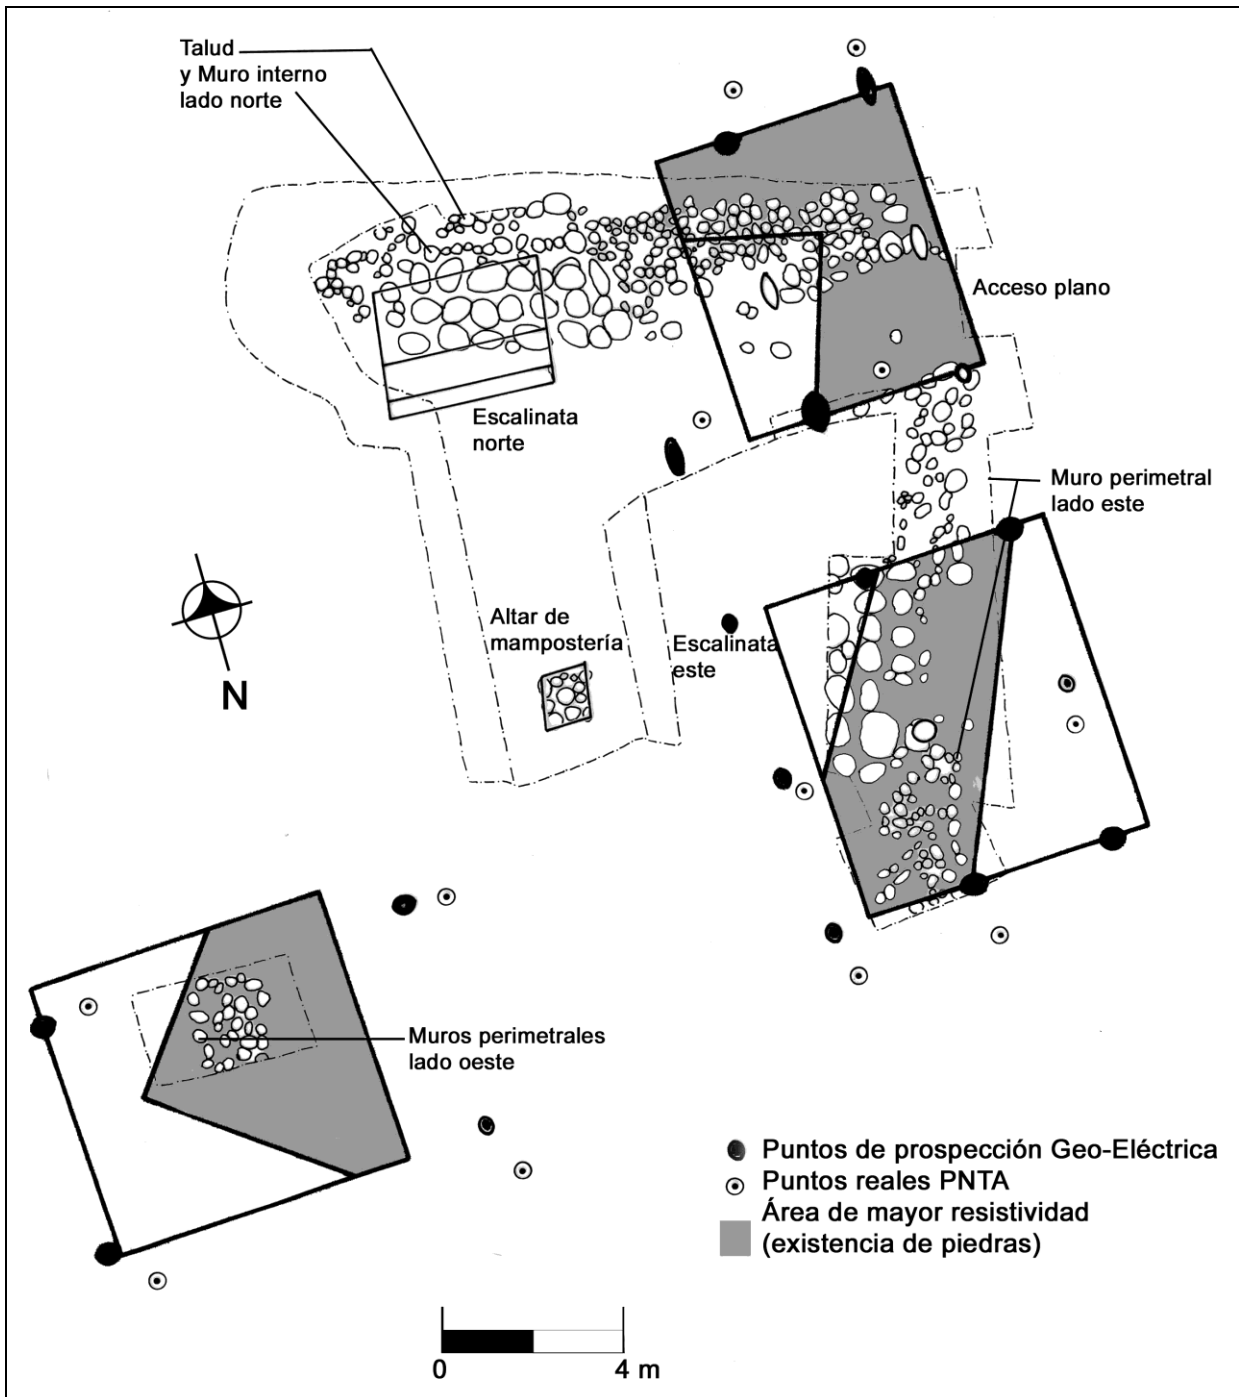 Talud
y Muro interno
lado norte
Acceso plano
Escalinata
norte
Muro perimetral
lado este
Altar de
mampostería
Escalinata
este
N
Muros perimetrales
lado oeste
Puntos de prospección Geo-Eléctrica
Puntos reales PNTA
Área de mayor resistividad
(existencia de piedras)
0 4 m